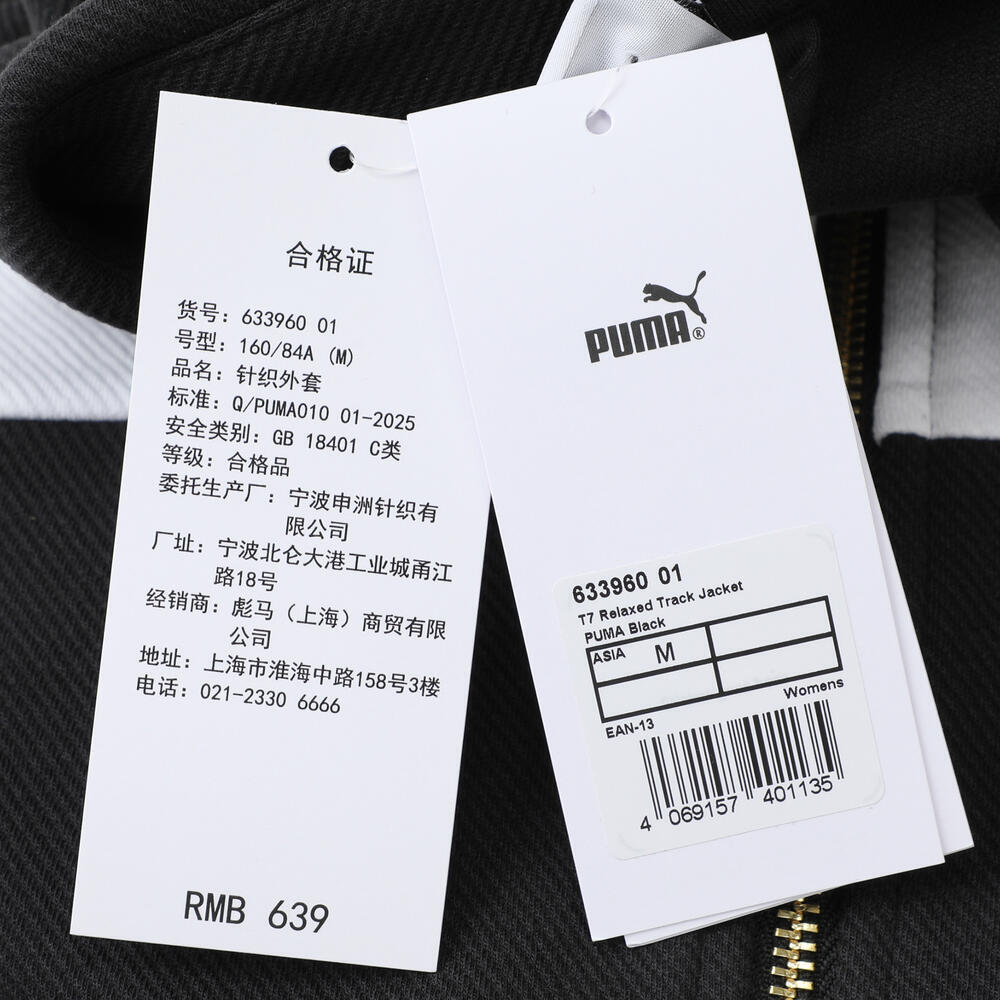 合格证
货号：633960 01
号型：160/84A (M)
品名：针织外套
标准：Q/PUMA010 01-2025
安全类别：GB 18401 C类
等级：合格品
委托生产厂：宁波申洲针织有
限公司
厂址：宁波北仑大港工业城甬江
路18号
经销商：彪马（上海）商贸有限
公司
地址：上海市淮海中路158号3楼
电话：021-2330 6666
RMB 639
PUMA®
633960 01
T7 Relaxed Track Jacket
PUMA Black
ASIA M
Womens
EAN-13
4 069157 401135